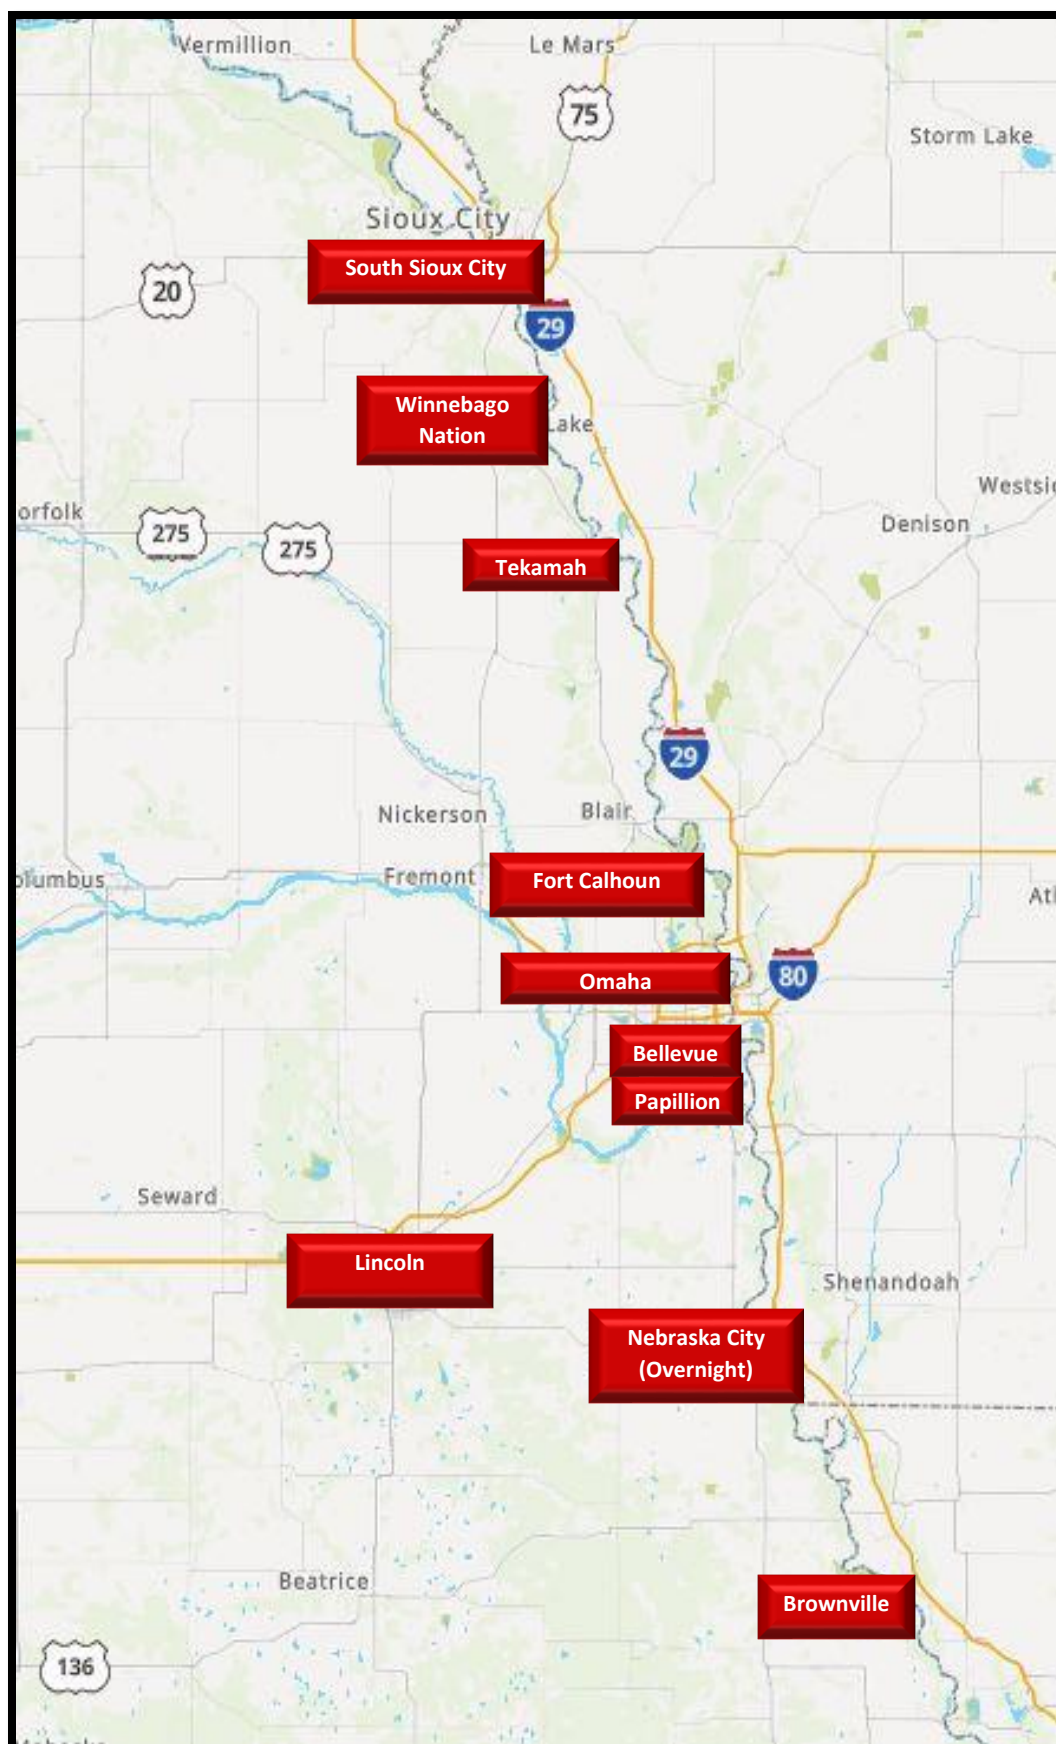 Vermillion
Le Mars
75
Storm Lake
Sioux City
South Sioux City
20
29
Winnebago
Nation
Lake
Westsi
orfolk
275
275
Denison
Tekamah
29
Nickerson
Blair
olumbus
Fremont
Fort Calhoun
Atl
Omaha
80
Bellevue
Papillion
Seward
Lincoln
Shenandoah
Nebraska City
(Overnight)
Beatrice
Brownville
136